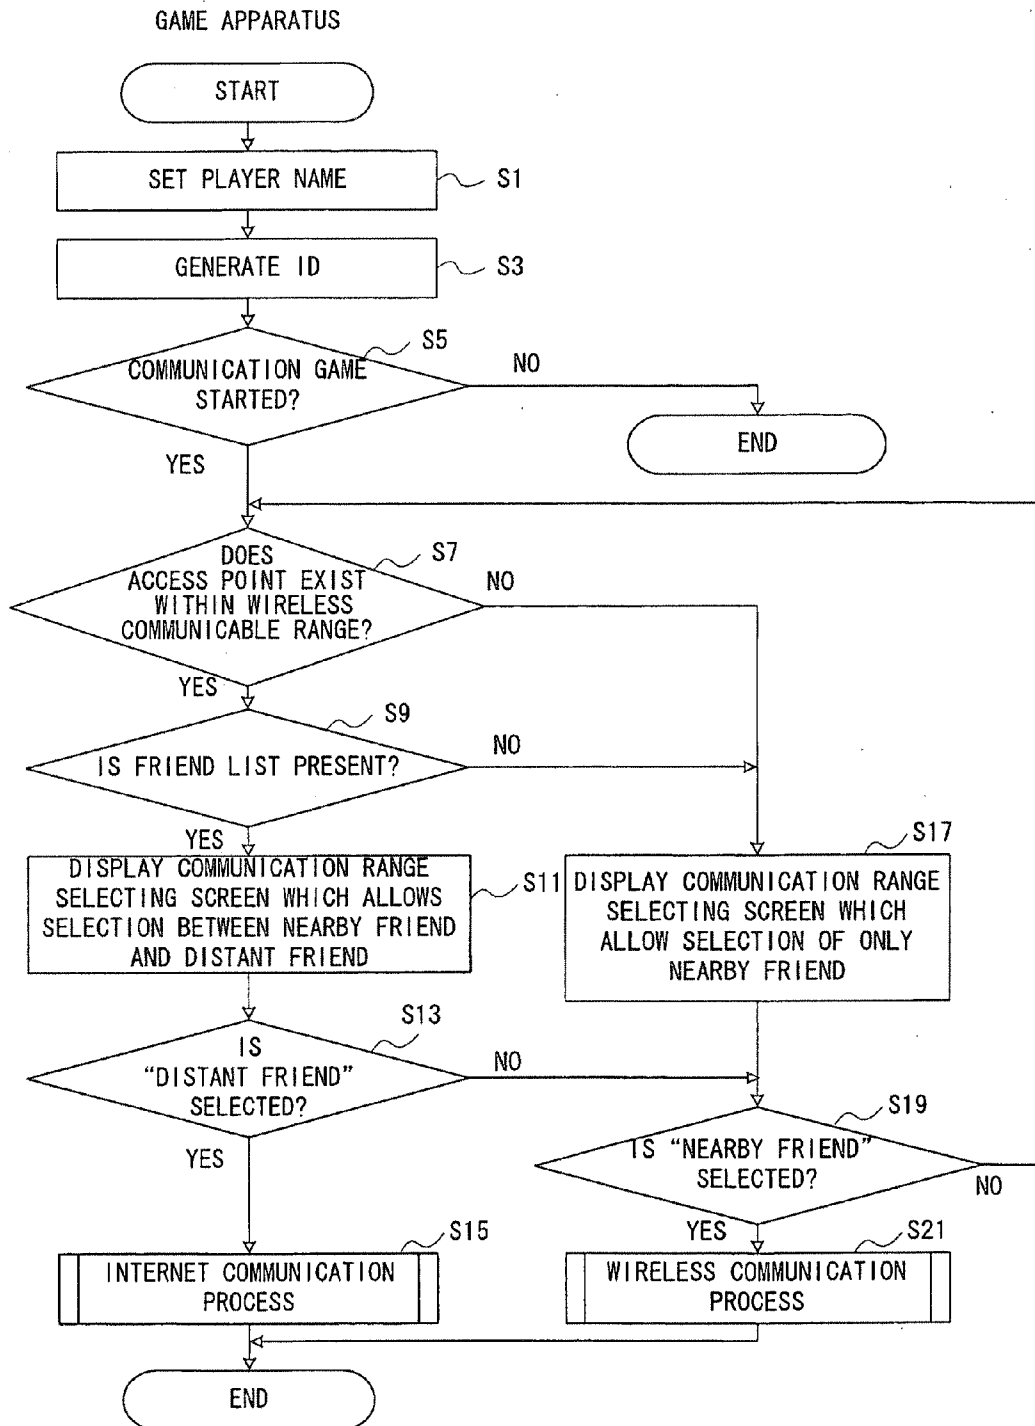 GAME APPARATUS
START
SET PLAYER NAME
S1
GENERATE ID
S3
S5
COMMUNICATION GAME
STARTED?
NO
END
YES
S7
DOES
ACCESS POINT EXIST
WITHIN WIRELESS
COMMUNICABLE RANGE?
NO
YES
S9
IS FRIEND LIST PRESENT?
NO
YES
S11
DISPLAY COMMUNICATION RANGE
SELECTING SCREEN WHICH ALLOWS
SELECTION BETWEEN NEARBY FRIEND
AND DISTANT FRIEND
S17
DISPLAY COMMUNICATION RANGE
SELECTING SCREEN WHICH
ALLOW SELECTION OF ONLY
NEARBY FRIEND
S13
IS
“DISTANT FRIEND”
SELECTED?
NO
YES
S19
IS “NEARBY FRIEND”
SELECTED?
NO
YES
S15
INTERNET COMMUNICATION
PROCESS
S21
WIRELESS COMMUNICATION
PROCESS
END